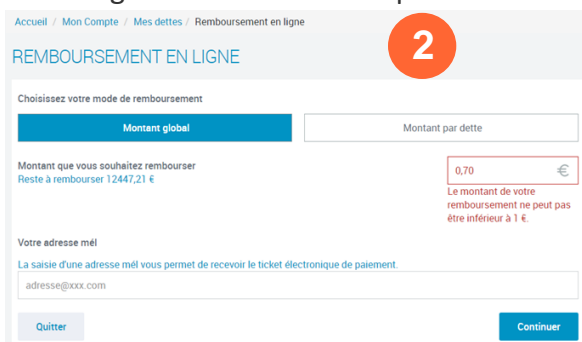 Accueil / Mon Compte / Mes dettes / Remboursement en ligne
2
REMBOURSEMENT EN LIGNE
Choisissez votre mode de remboursement
Montant global
Montant par dette
Montant que vous souhaitez rembourser
Reste à rembourser 12447,21 €
0,70 €
Le montant de votre
remboursement ne peut pas
être inférieur à 1 €.
Votre adresse mél
La saisie d'une adresse mél vous permet de recevoir le ticket électronique de paiement.
adresse@xxx.com
Quitter
Continuer